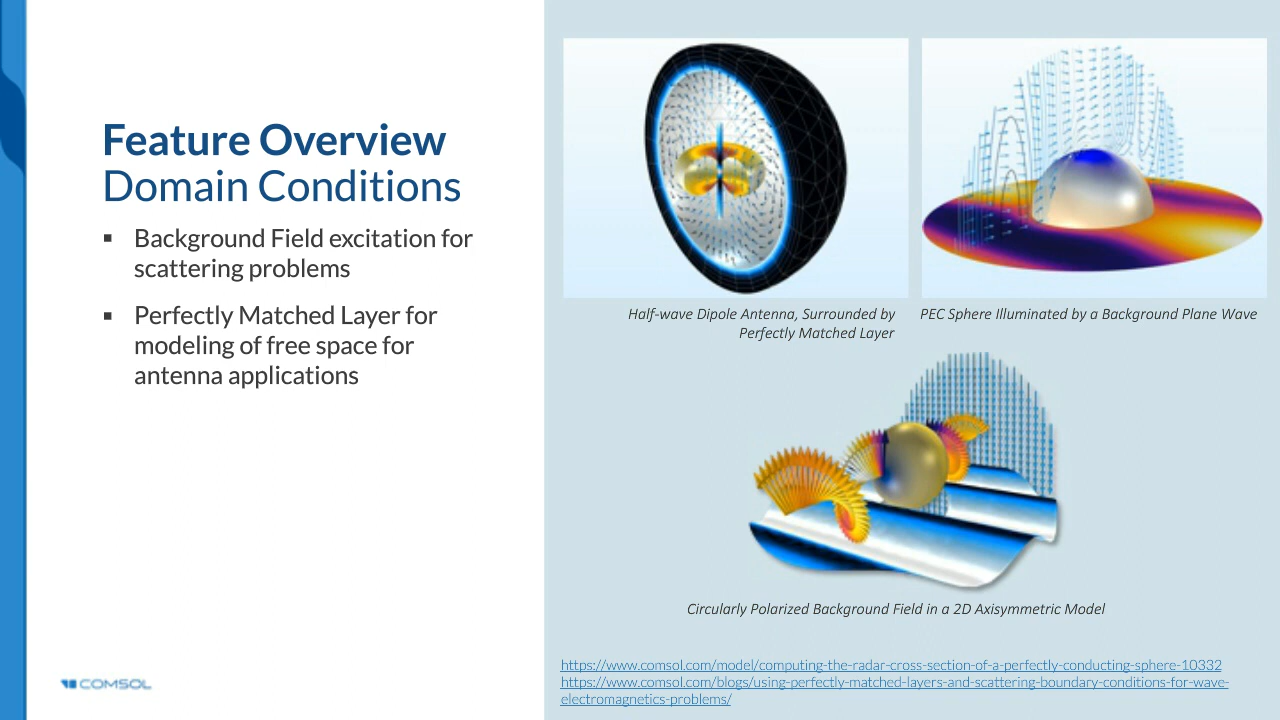 Feature Overview
Domain Conditions
▪ Background Field excitation for
scattering problems
▪ Perfectly Matched Layer for
modeling of free space for
antenna applications
COMSOL
Half-wave Dipole Antenna, Surrounded by
Perfectly Matched Layer
PEC Sphere Illuminated by a Background Plane Wave
Circularly Polarized Background Field in a 2D Axisymmetric Model
https://www.comsol.com/model/computing-the-radar-cross-section-of-a-perfectly-conducting-sphere-10332
https://www.comsol.com/blogs/using-perfectly-matched-layers-and-scattering-boundary-conditions-for-wave-
electromagnetics-problems/